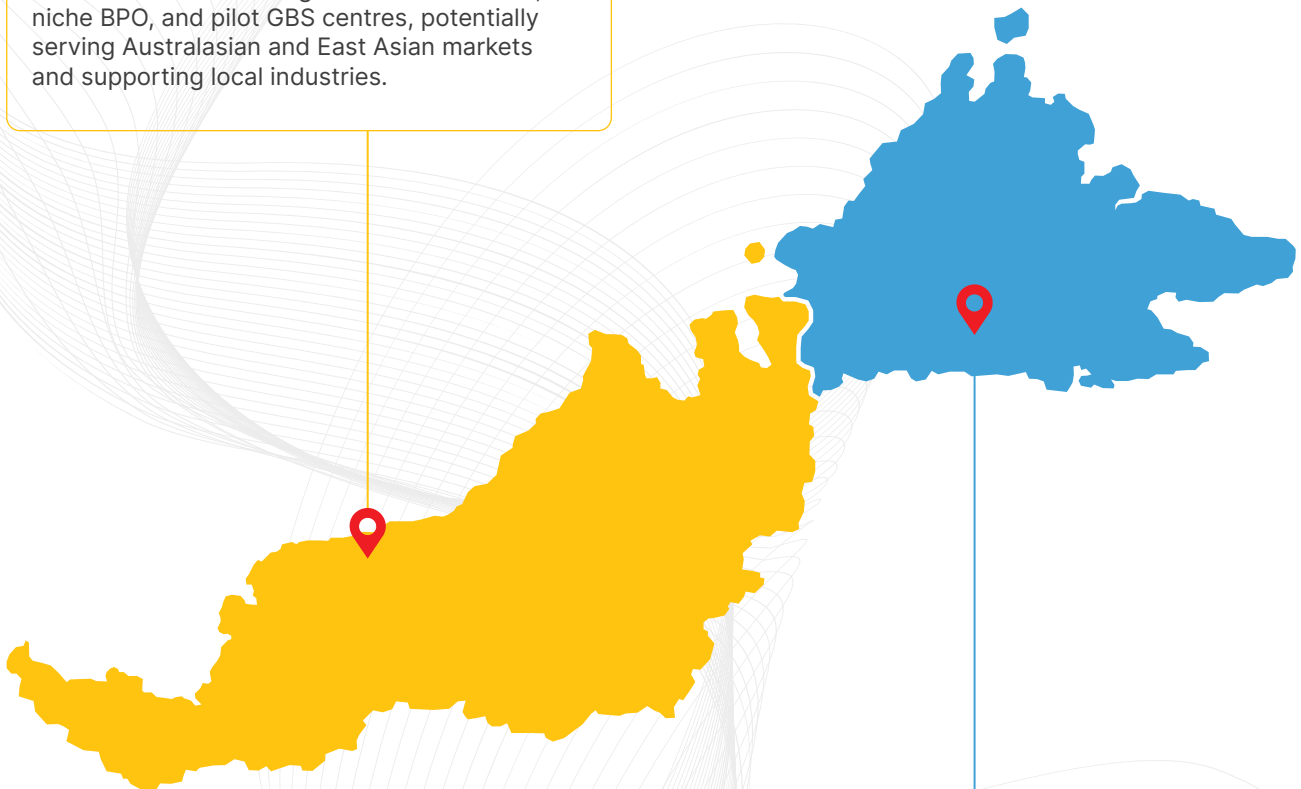 niche BPO, and pilot GBS centres, potentially
serving Australasian and East Asian markets
and supporting local industries.